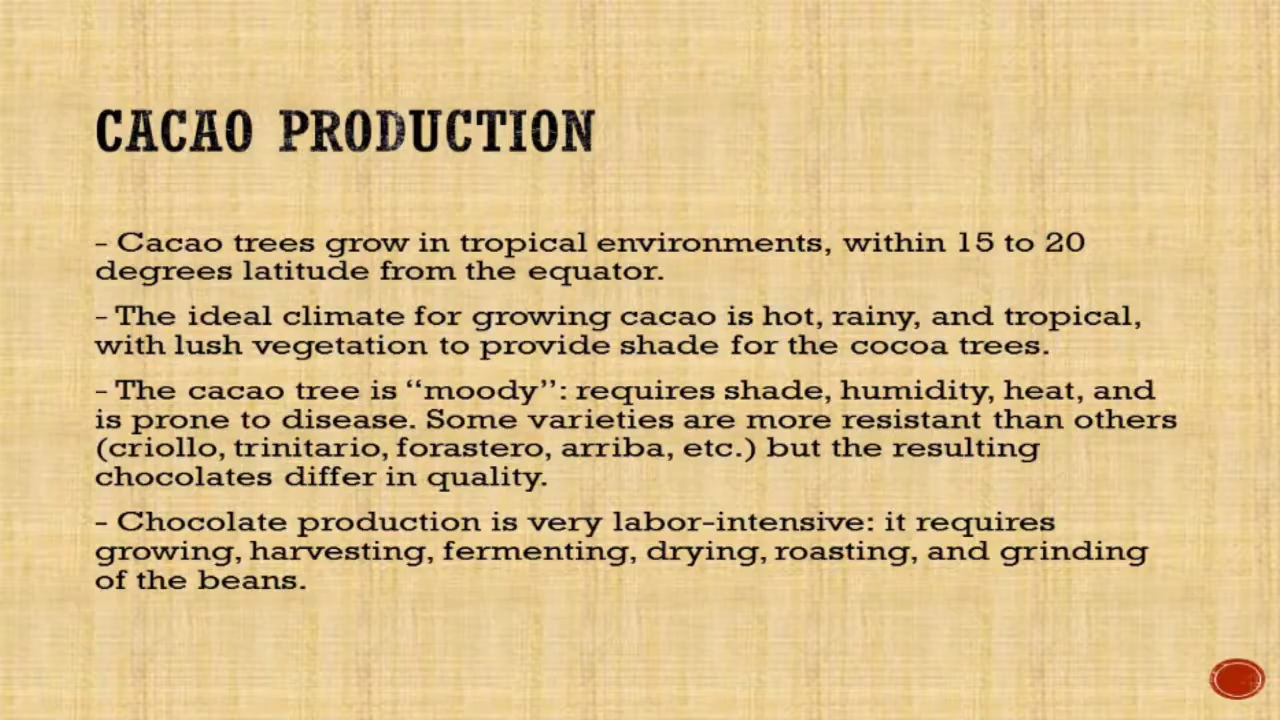 CACAO PRODUCTION
- Cacao trees grow in tropical environments, within 15 to 20
degrees latitude from the equator.
- The ideal climate for growing cacao is hot, rainy, and tropical,
with lush vegetation to provide shade for the cocoa trees.
- The cacao tree is “moody”: requires shade, humidity, heat, and
is prone to disease. Some varieties are more resistant than others
(criollo, trinitario, forastero, arriba, etc.) but the resulting
chocolates differ in quality.
- Chocolate production is very labor-intensive: it requires
growing, harvesting, fermenting, drying, roasting, and grinding
of the beans.